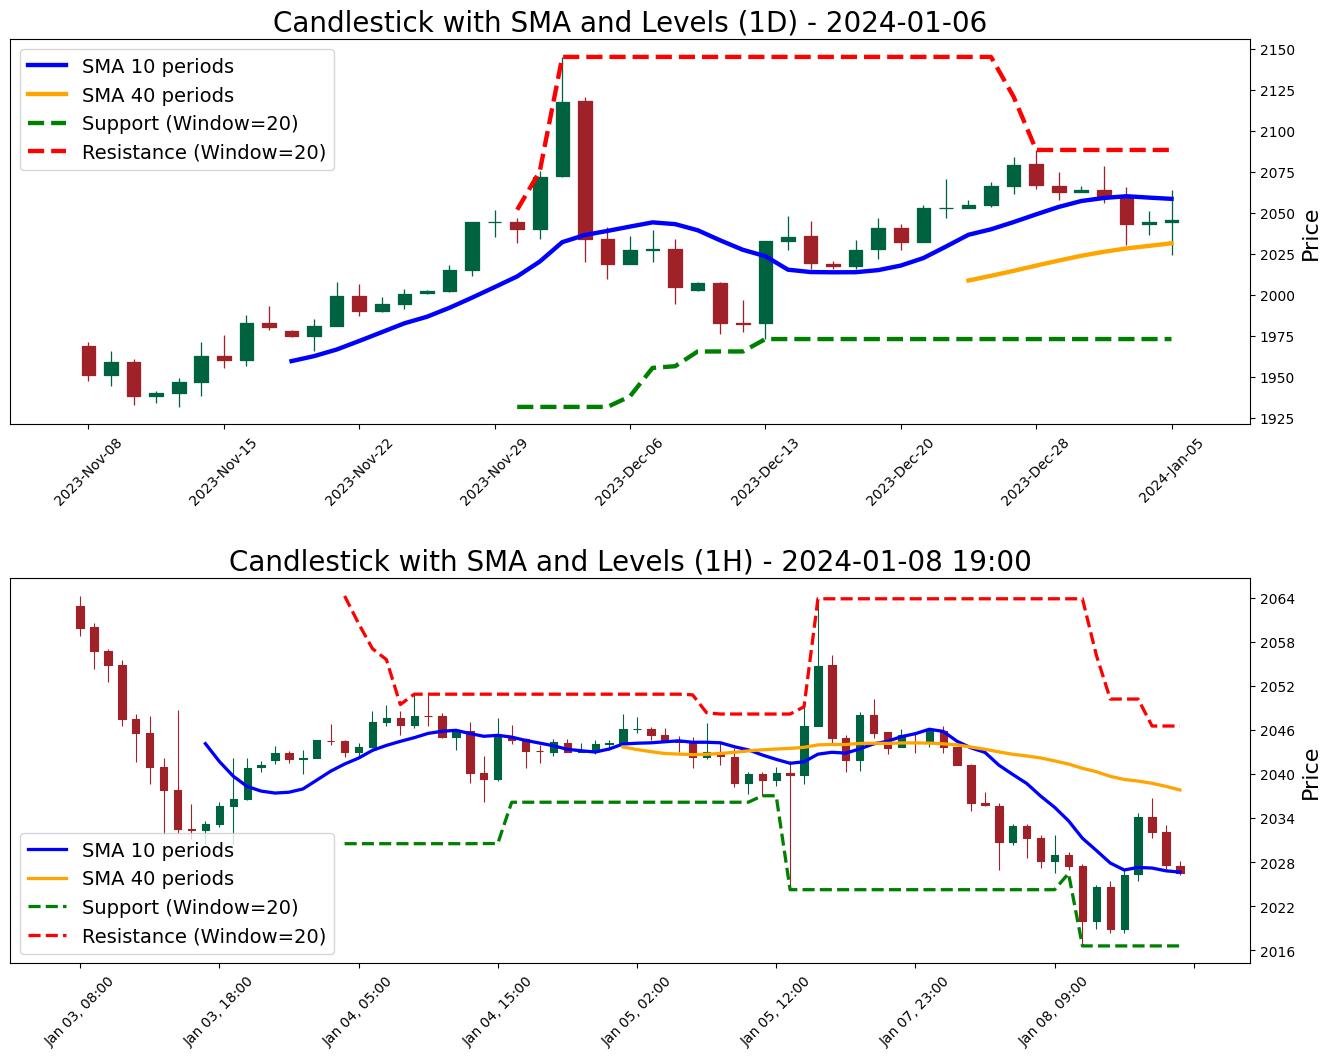 Candlestick with SMA and Levels (1D) - 2024-01-06
SMA 10 periods
SMA 40 periods
Support (Window=20)
Resistance (Window=20)
2150
2125
2100
2075
2050
2025
2000
1975
1950
1925
Price
2023-Nov-08
2023-Nov-15
2023-Nov-22
2023-Nov-29
2023-Dec-06
2023-Dec-13
2023-Dec-20
2023-Dec-28
2024-Jan-05
Candlestick with SMA and Levels (1H) - 2024-01-08 19:00
2064
2058
2052
2046
2040
2034
2028
2022
2016
Price
SMA 10 periods
SMA 40 periods
Support (Window=20)
Resistance (Window=20)
Jan 03, 08:00
Jan 03, 18:00
Jan 04, 05:00
Jan 04, 15:00
Jan 05, 02:00
Jan 05, 12:00
Jan 07, 23:00
Jan 08, 09:00